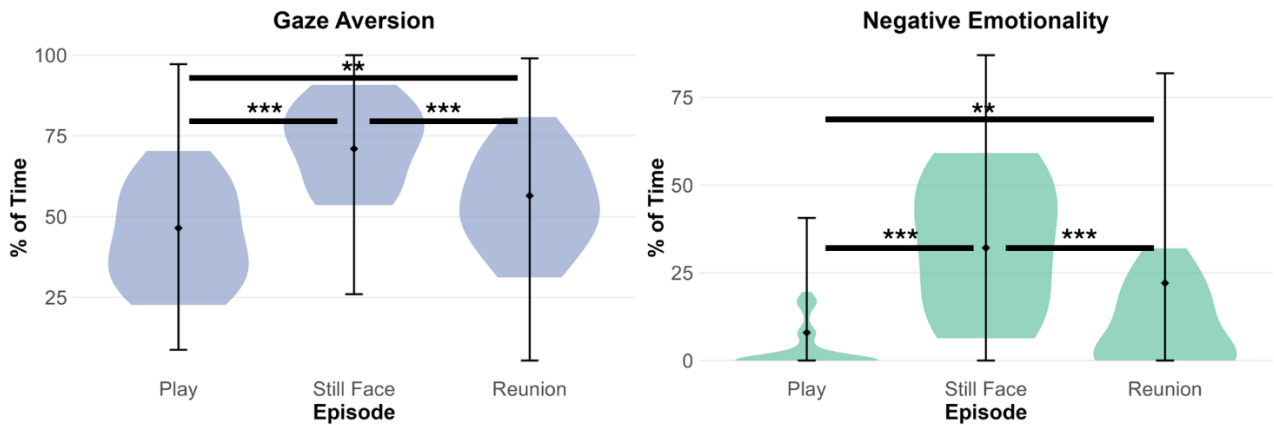 Gaze Aversion
% of Time
100
75
50
25
**
***
***
Play
Still Face
Reunion
Episode
Negative Emotionality
% of Time
75
50
25
0
**
***
***
Play
Still Face
Reunion
Episode